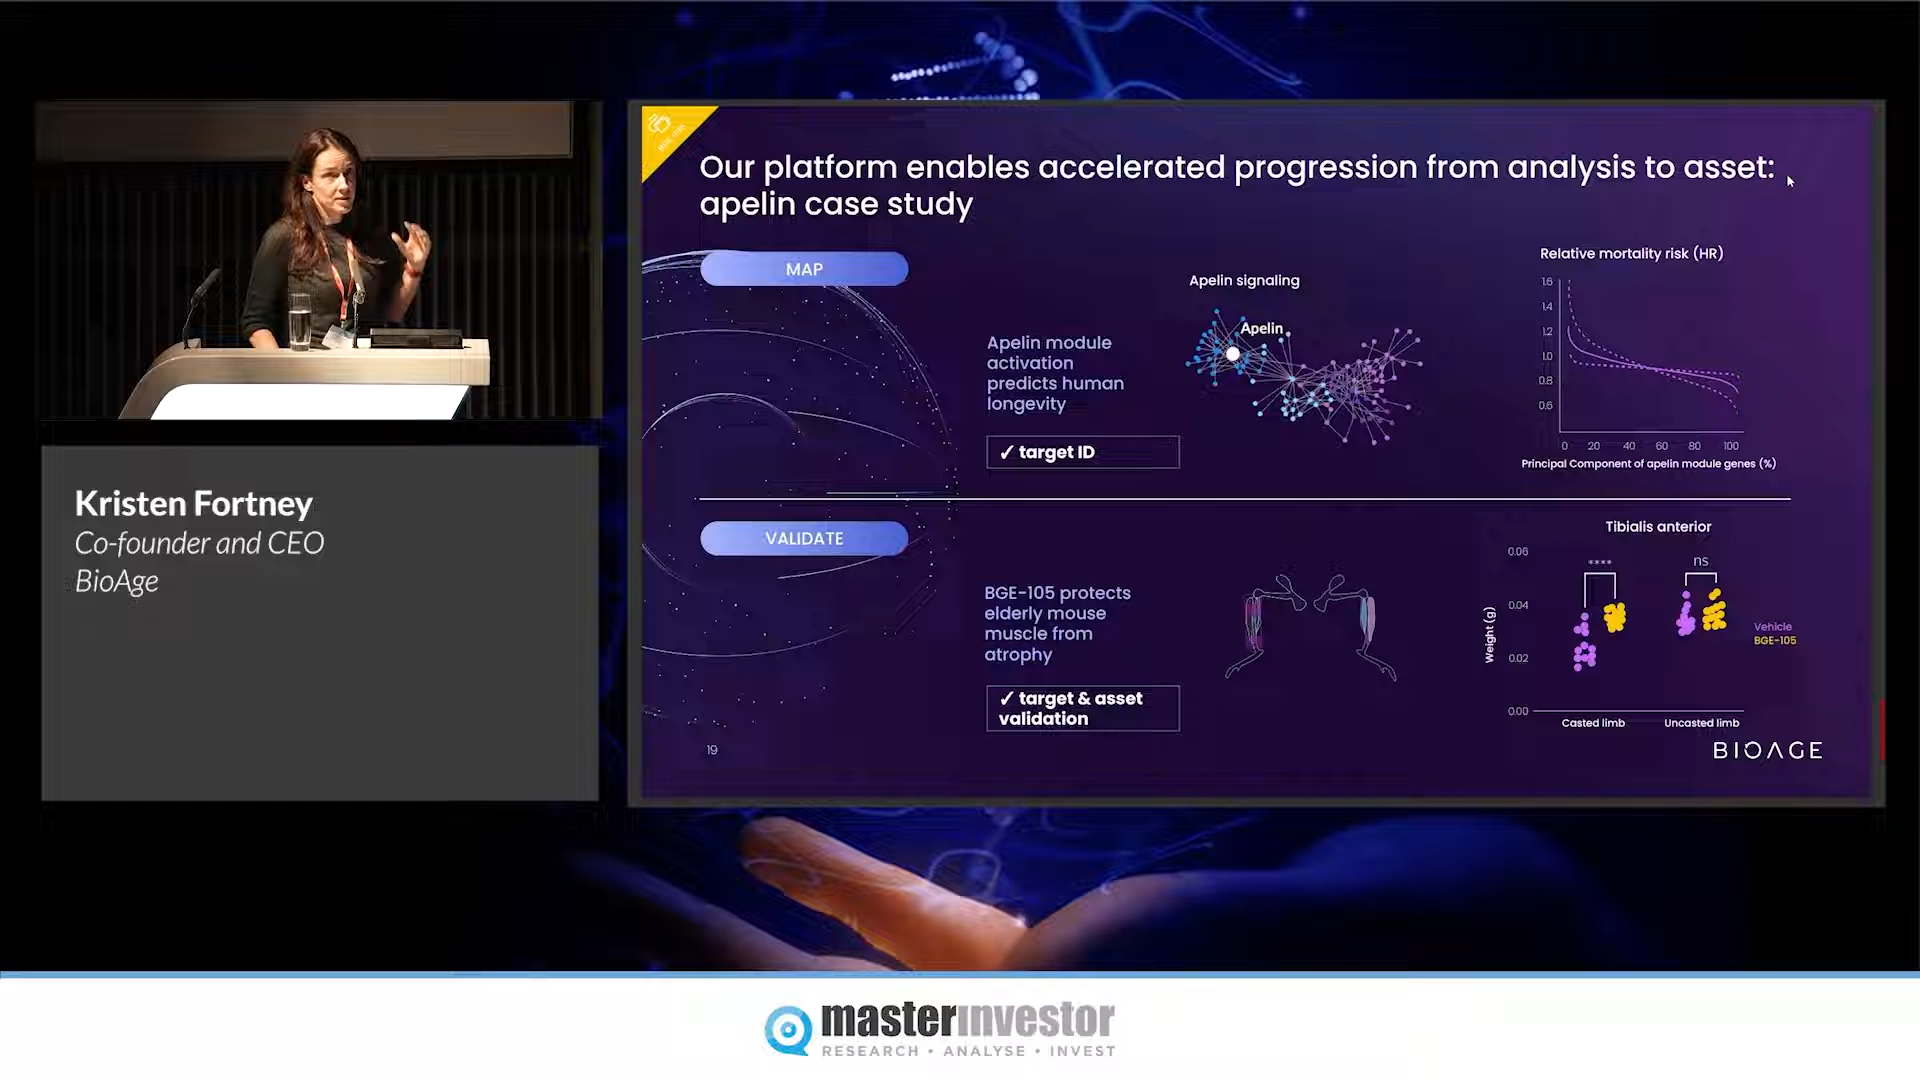 Our platform enables accelerated progression from analysis to asset:
apelin case study
MAP
Apelin module
activation
predicts human
longevity
✓ target ID
Apelin signaling
Apelin
Relative mortality risk (HR)
1.6
1.4
1.2
1.0
0.8
0.6
0 20 40 60 80 100
Principal Component of apelin module genes (%)
VALIDATE
BGE-105 protects
elderly mouse
muscle from
atrophy
✓ target & asset
validation
Tibialis anterior
0.06
0.04
0.02
0.00
Weight (g)
**** ns
Vehicle
BGE-105
Casted limb Uncasted limb
19
BIOAGE
Kristen Fortney
Co-founder and CEO
BioAge
masterinvestor
RESEARCH • ANALYSE • INVEST